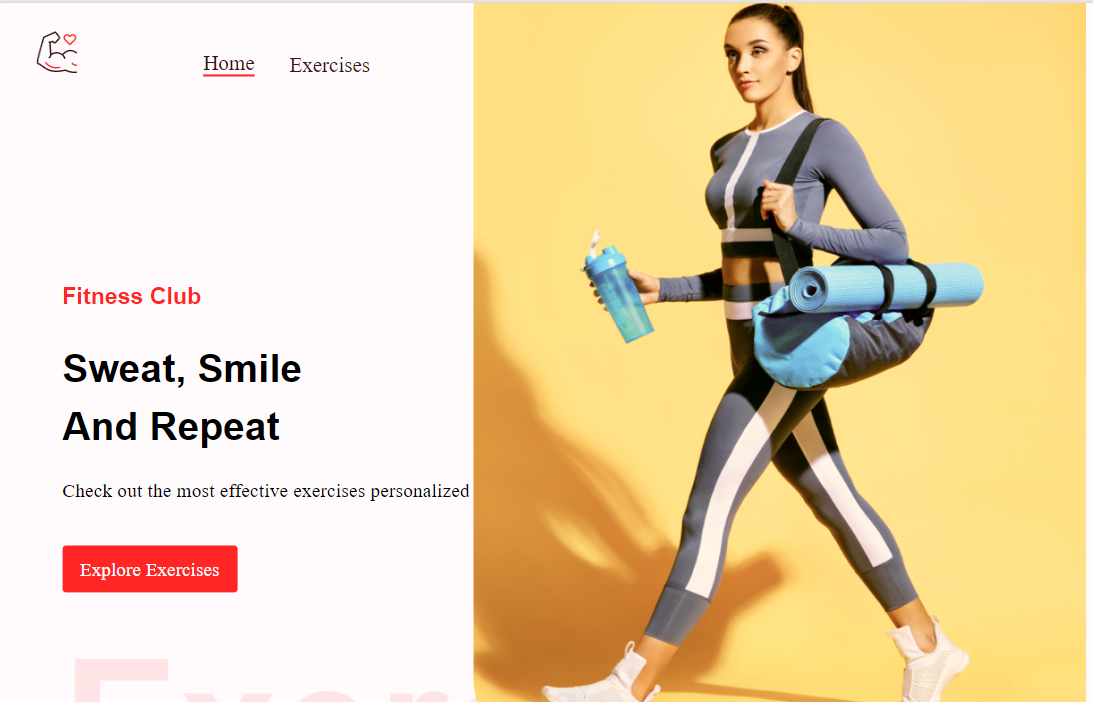 Home
Exercises
Fitness Club
Sweat, Smile
And Repeat
Check out the most effective exercises personalized
Explore Exercises
Exer